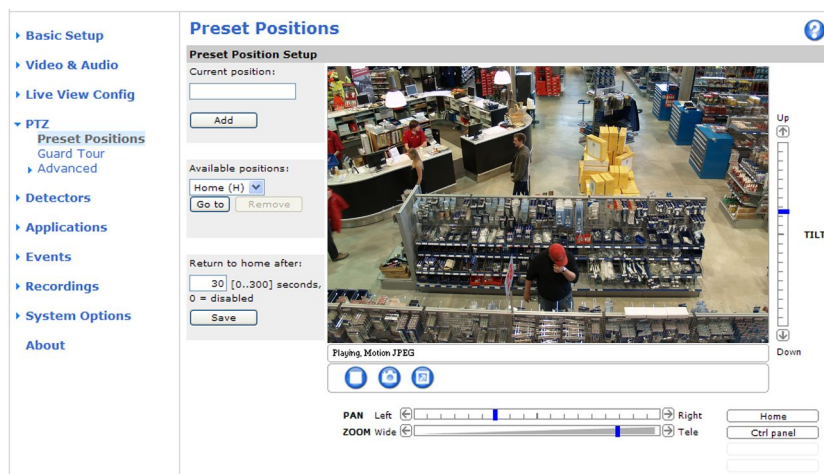 Basic Setup
Video & Audio
Live View Config
PTZ
Preset Positions
Guard Tour
Advanced
Detectors
Applications
Events
Recordings
System Options
About
Preset Positions
?
Preset Position Setup
Current position:
Add
Available positions:
Home (H)
Go to Remove
Return to home after:
30 [0..300] seconds,
0 = disabled
Save
Playing, Motion JPEG
Up
TILT
Down
PAN Left Right
ZOOM Wide Tele
Home
Ctrl panel